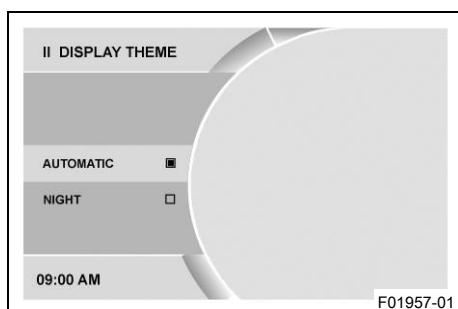 II DISPLAY THEME
AUTOMATIC
NIGHT
09:00 AM
F01957-01